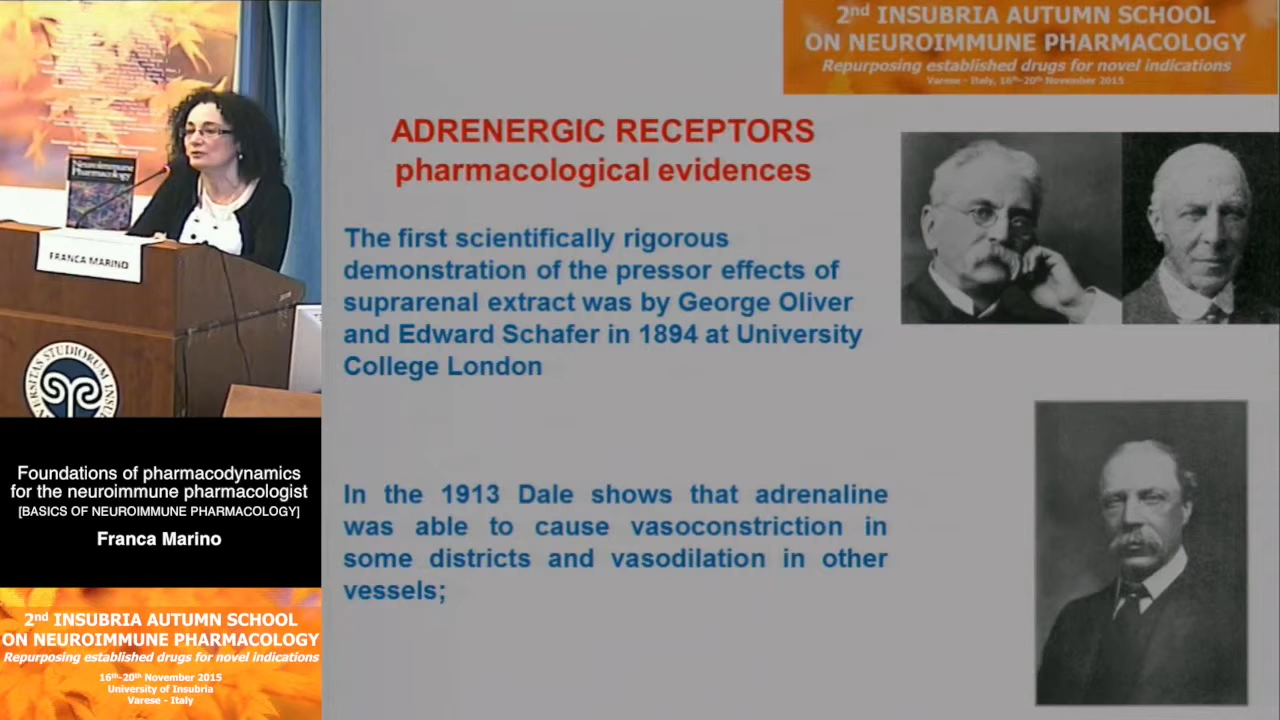 2nd INSUBRIA AUTUMN SCHOOL
ON NEUROIMMUNE PHARMACOLOGY
Repurposing established drugs for novel indications
Varese - Italy, 16th-20th November 2015
ADRENERGIC RECEPTORS
pharmacological evidences
The first scientifically rigorous
demonstration of the pressor effects of
suprarenal extract was by George Oliver
and Edward Schafer in 1894 at University
College London
In the 1913 Dale shows that adrenaline
was able to cause vasoconstriction in
some districts and vasodilation in other
vessels;
Neuroimmune
Pharmacology
FRANCA MARINO
Foundations of pharmacodynamics
for the neuroimmune pharmacologist
[BASICS OF NEUROIMMUNE PHARMACOLOGY]
Franca Marino
2nd INSUBRIA AUTUMN SCHOOL
ON NEUROIMMUNE PHARMACOLOGY
Repurposing established drugs for novel indications
16th-20th November 2015
University of Insubria
Varese - Italy